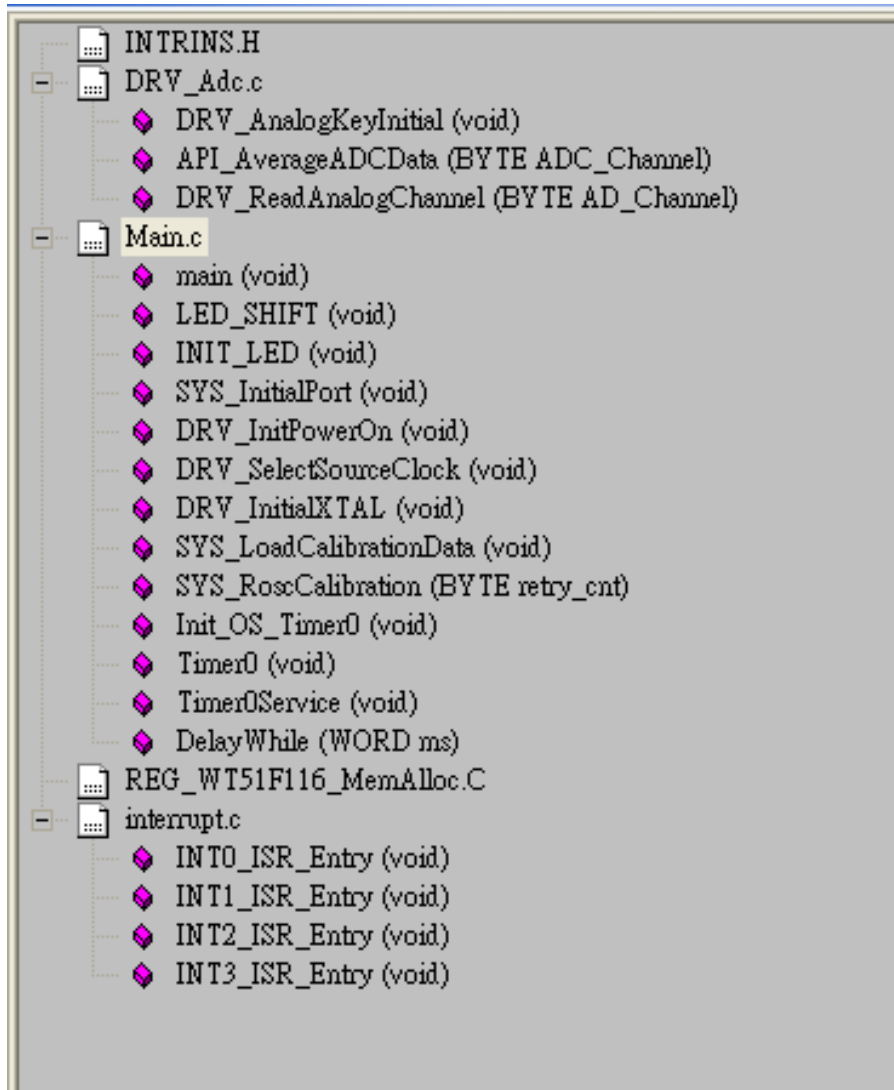 INTRINS.H
DRV_Adc.c
DRV_AnalogKeyInitial (void)
API_AverageADCData (BYTE ADC_Channel)
DRV_ReadAnalogChannel (BYTE AD_Channel)
Main.c
main (void)
LED_SHIFT (void)
INIT_LED (void)
SYS_InitialPort (void)
DRV_InitPowerOn (void)
DRV_SelectSourceClock (void)
DRV_InitialXTAL (void)
SYS_LoadCalibrationData (void)
SYS_RoscCalibration (BYTE retry_cnt)
Init_OS_Timer0 (void)
Timer0 (void)
Timer0Service (void)
DelayWhile (WORD ms)
REG_WT51F116_MemAlloc.C
interrupt.c
INT0_ISR_Entry (void)
INT1_ISR_Entry (void)
INT2_ISR_Entry (void)
INT3_ISR_Entry (void)